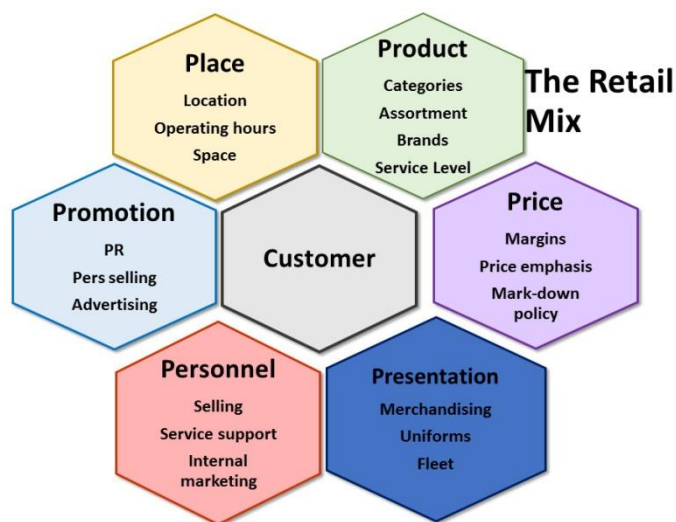 The Retail
Mix
Place
Location
Operating hours
Space
Product
Categories
Assortment
Brands
Service Level
Promotion
PR
Pers selling
Advertising
Customer
Price
Margins
Price emphasis
Mark-down
policy
Personnel
Selling
Service support
Internal
marketing
Presentation
Merchandising
Uniforms
Fleet